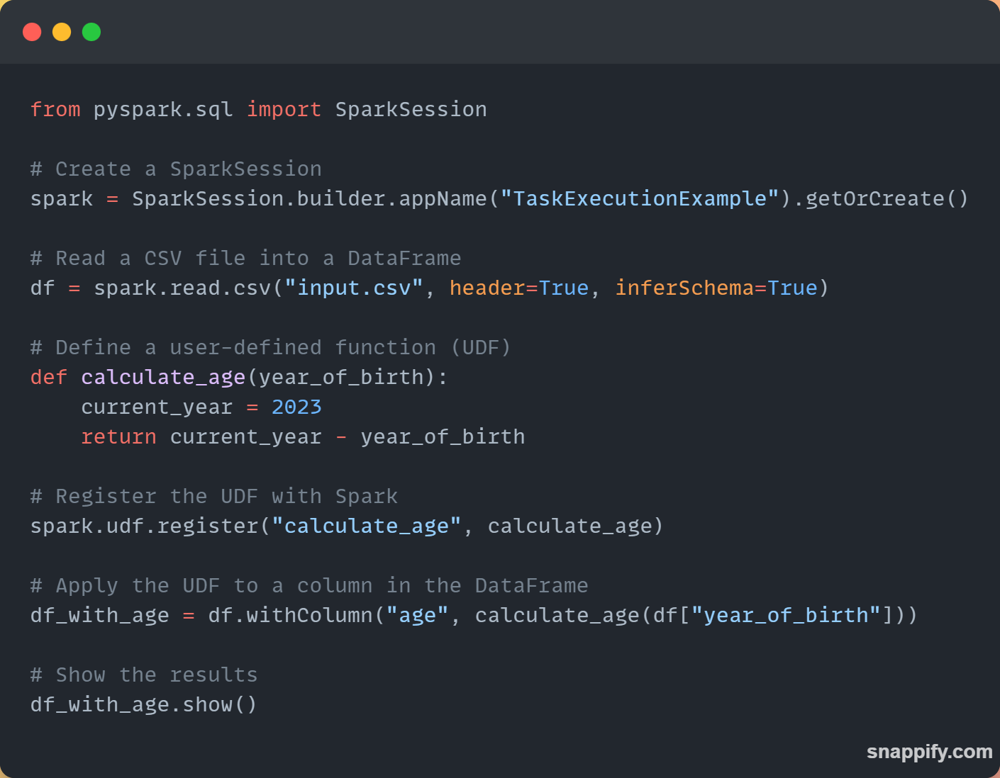 from pyspark.sql import SparkSession
# Create a SparkSession
spark = SparkSession.builder.appName("TaskExecutionExample").getOrCreate()
# Read a CSV file into a DataFrame
df = spark.read.csv("input.csv", header=True, inferSchema=True)
# Define a user-defined function (UDF)
def calculate_age(year_of_birth):
    current_year = 2023
    return current_year - year_of_birth
# Register the UDF with Spark
spark.udf.register("calculate_age", calculate_age)
# Apply the UDF to a column in the DataFrame
df_with_age = df.withColumn("age", calculate_age(df["year_of_birth"]))
# Show the results
df_with_age.show()
snappify.com